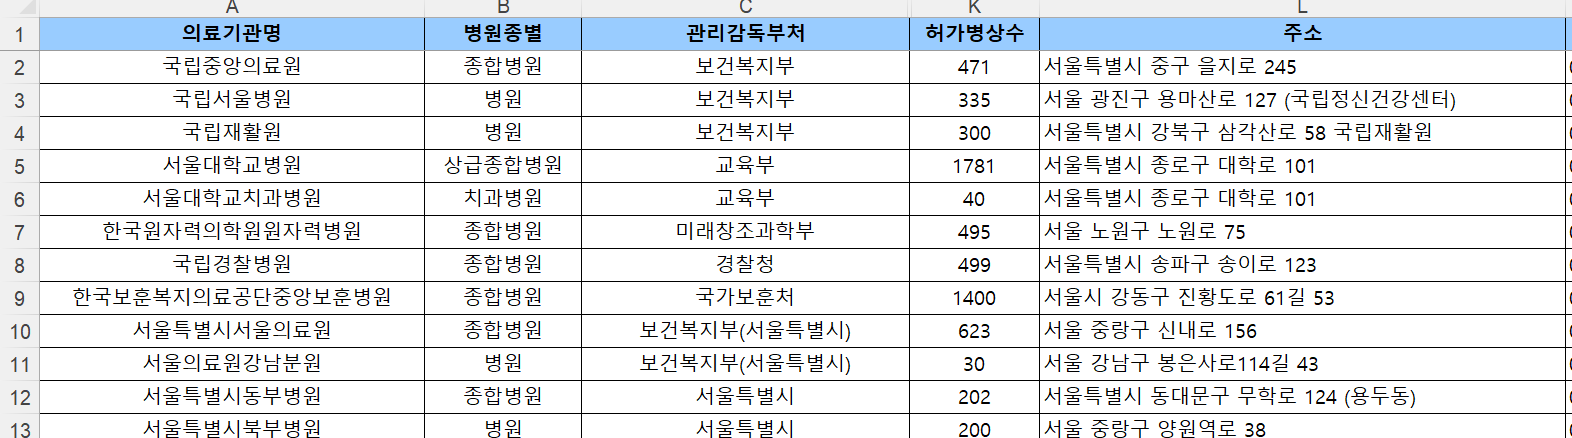 A B C K L
1 의료기관명 병원종별 관리감독부처 허가병상수 주소
2 국립중앙의료원 종합병원 보건복지부 471 서울특별시 중구 을지로 245
3 국립서울병원 병원 보건복지부 335 서울 광진구 용마산로 127 (국립정신건강센터)
4 국립재활원 병원 보건복지부 300 서울특별시 강북구 삼각산로 58 국립재활원
5 서울대학교병원 상급종합병원 교육부 1781 서울특별시 종로구 대학로 101
6 서울대학교치과병원 치과병원 교육부 40 서울특별시 종로구 대학로 101
7 한국원자력의학원원자력병원 종합병원 미래창조과학부 495 서울 노원구 노원로 75
8 국립경찰병원 종합병원 경찰청 499 서울특별시 송파구 송이로 123
9 한국보훈복지의료공단중앙보훈병원 종합병원 국가보훈처 1400 서울시 강동구 진황도로 61길 53
10 서울특별시서울의료원 종합병원 보건복지부(서울특별시) 623 서울 중랑구 신내로 156
11 서울의료원강남분원 병원 보건복지부(서울특별시) 30 서울 강남구 봉은사로114길 43
12 서울특별시동부병원 종합병원 서울특별시 202 서울특별시 동대문구 무학로 124 (용두동)
13 서울특별시북부병원 병원 서울특별시 200 서울 중랑구 양원역로 38